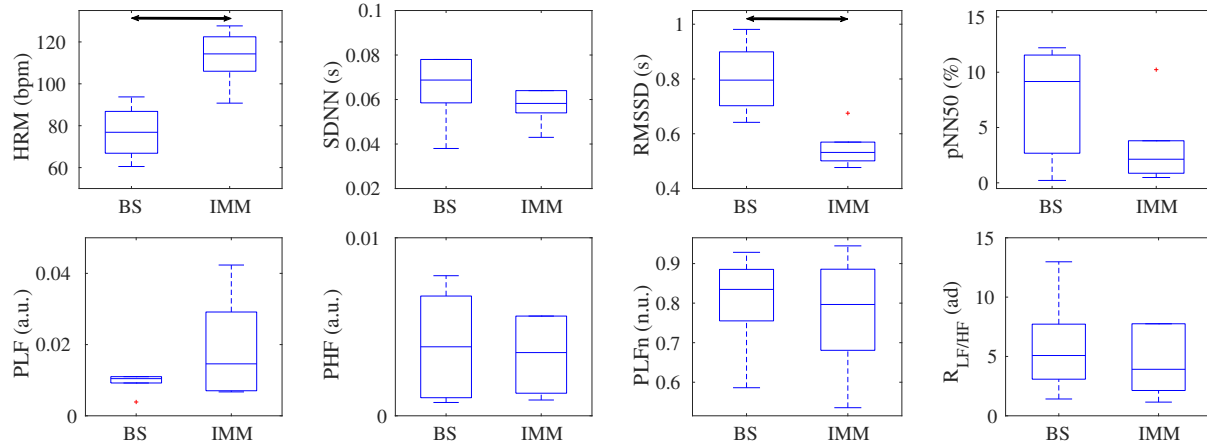 HRM (bpm)
120
100
80
60
BS
IMM
SDNN (s)
0.1
0.08
0.06
0.04
0.02
BS
IMM
RMSSD (s)
1
0.8
0.6
0.4
BS
IMM
pNN50 (%)
15
10
5
0
BS
IMM
PLF (a.u.)
0.04
0.02
0
BS
IMM
PHF (a.u.)
0.01
0
BS
IMM
PLFn (n.u.)
0.9
0.8
0.7
0.6
BS
IMM
R_LF/HF (ad)
15
10
5
0
BS
IMM